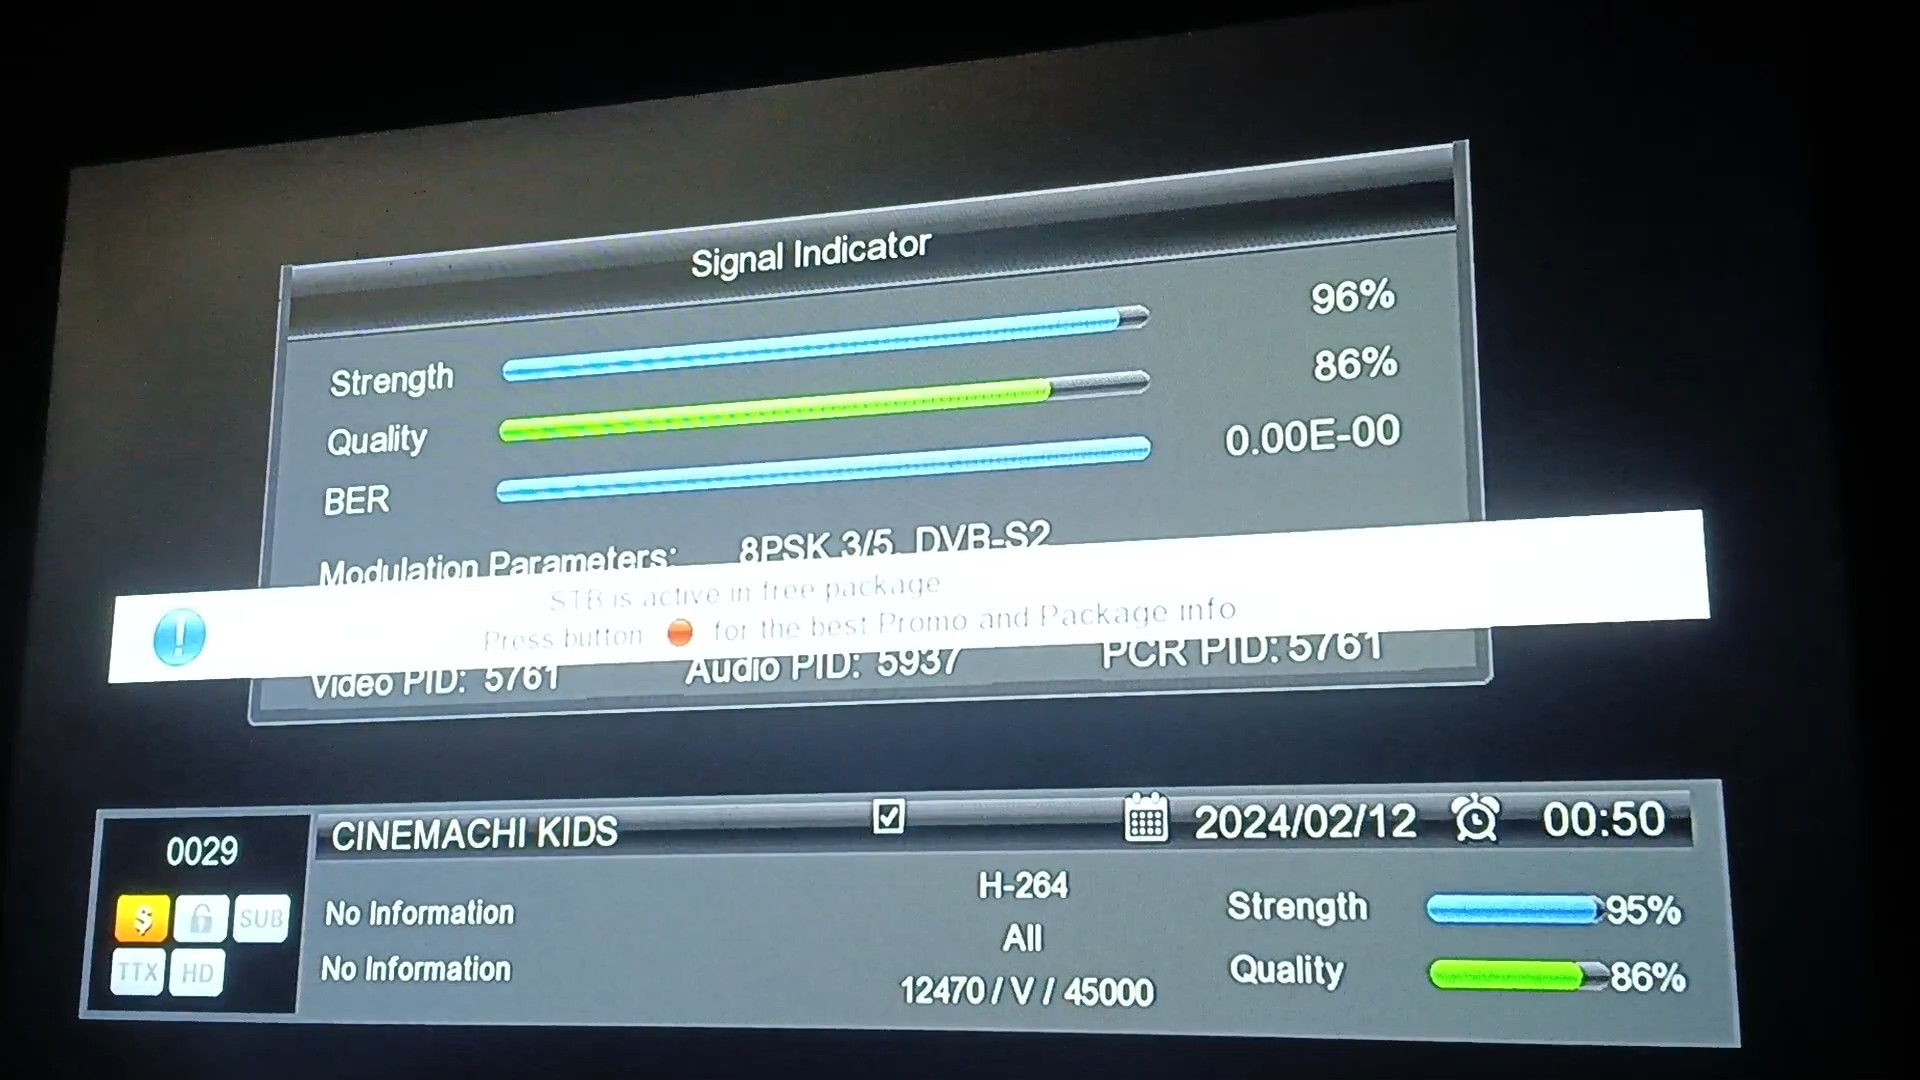 Signal Indicator
Strength 96%
Quality 86%
BER 0.00E-00
Modulation Parameters: 8PSK 3/5, DVB-S2
STB is active in free package
Press button for the best Promo and Package info
Video PID: 5761 Audio PID: 5937 PCR PID: 5761
0029 CINEMACHI KIDS 2024/02/12 00:50
$ SUB
TTX HD
No Information
No Information
H-264
All
12470 / V / 45000
Strength 95%
Quality 86%